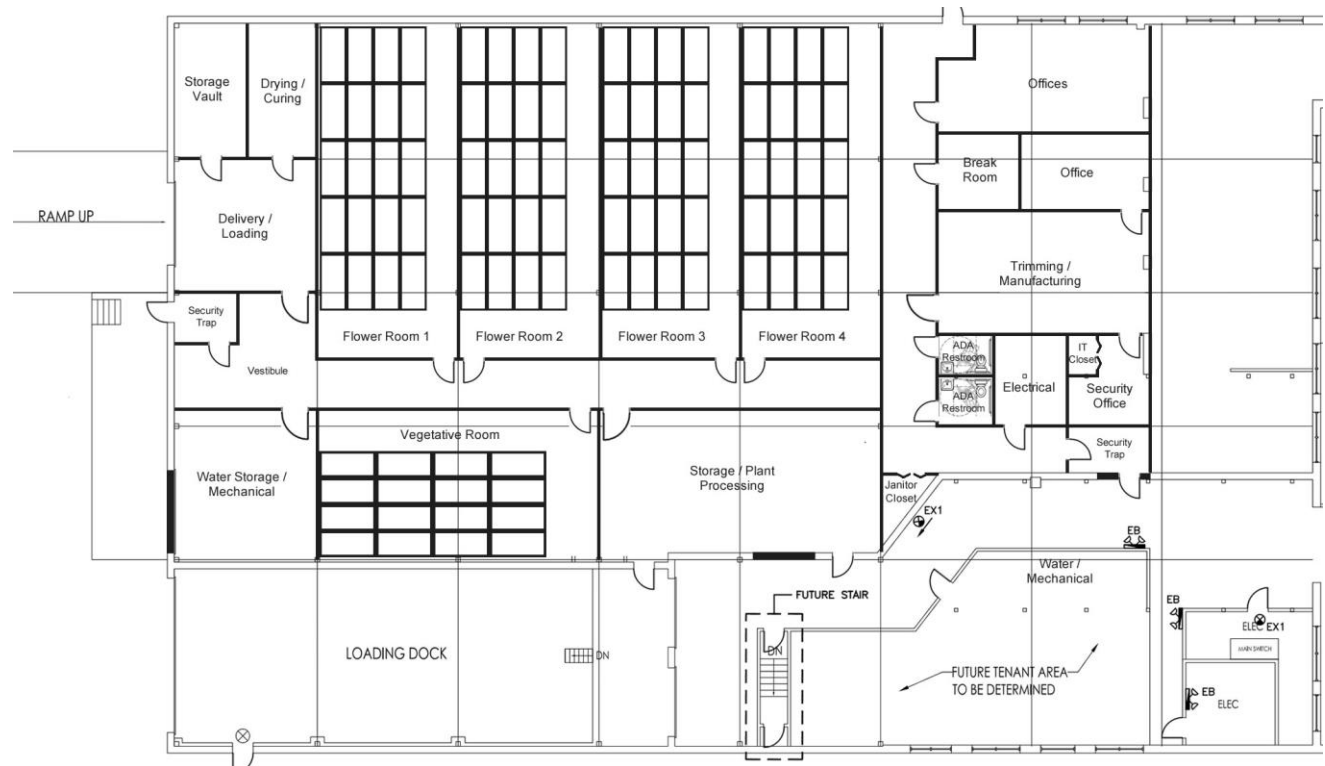 Storage
Vault
Drying /
Curing
Offices
Break
Room
Office
RAMP UP
Delivery /
Loading
Trimming /
Manufacturing
Security
Trap
Flower Room 1
Flower Room 2
Flower Room 3
Flower Room 4
ADA
Restroom
IT
Closet
Vestibule
Electrical
Security
Office
ADA
Restroom
Vegetative Room
Security
Trap
Water Storage /
Mechanical
Storage / Plant
Processing
Janitor
Closet
EX1
EB
Water /
Mechanical
FUTURE STAIR
EB
ELEC
EX1
LOADING DOCK
DN
DN
MAIN SWITCH
FUTURE TENANT AREA
TO BE DETERMINED
EB
ELEC